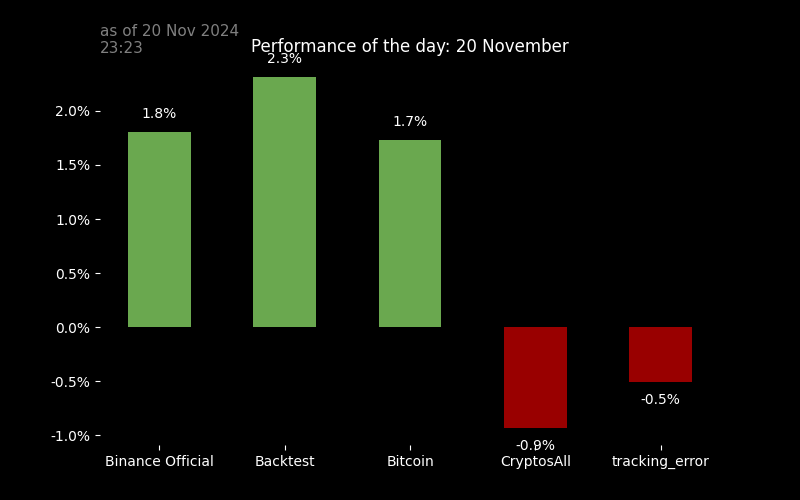 as of 20 Nov 2024
23:23
Performance of the day: 20 November
2.3%
1.8%
1.7%
2.0%
1.5%
1.0%
0.5%
0.0%
-0.5%
-1.0%
-0.5%
-0.9%
Binance Official
Backtest
Bitcoin
CryptosAll
tracking_error